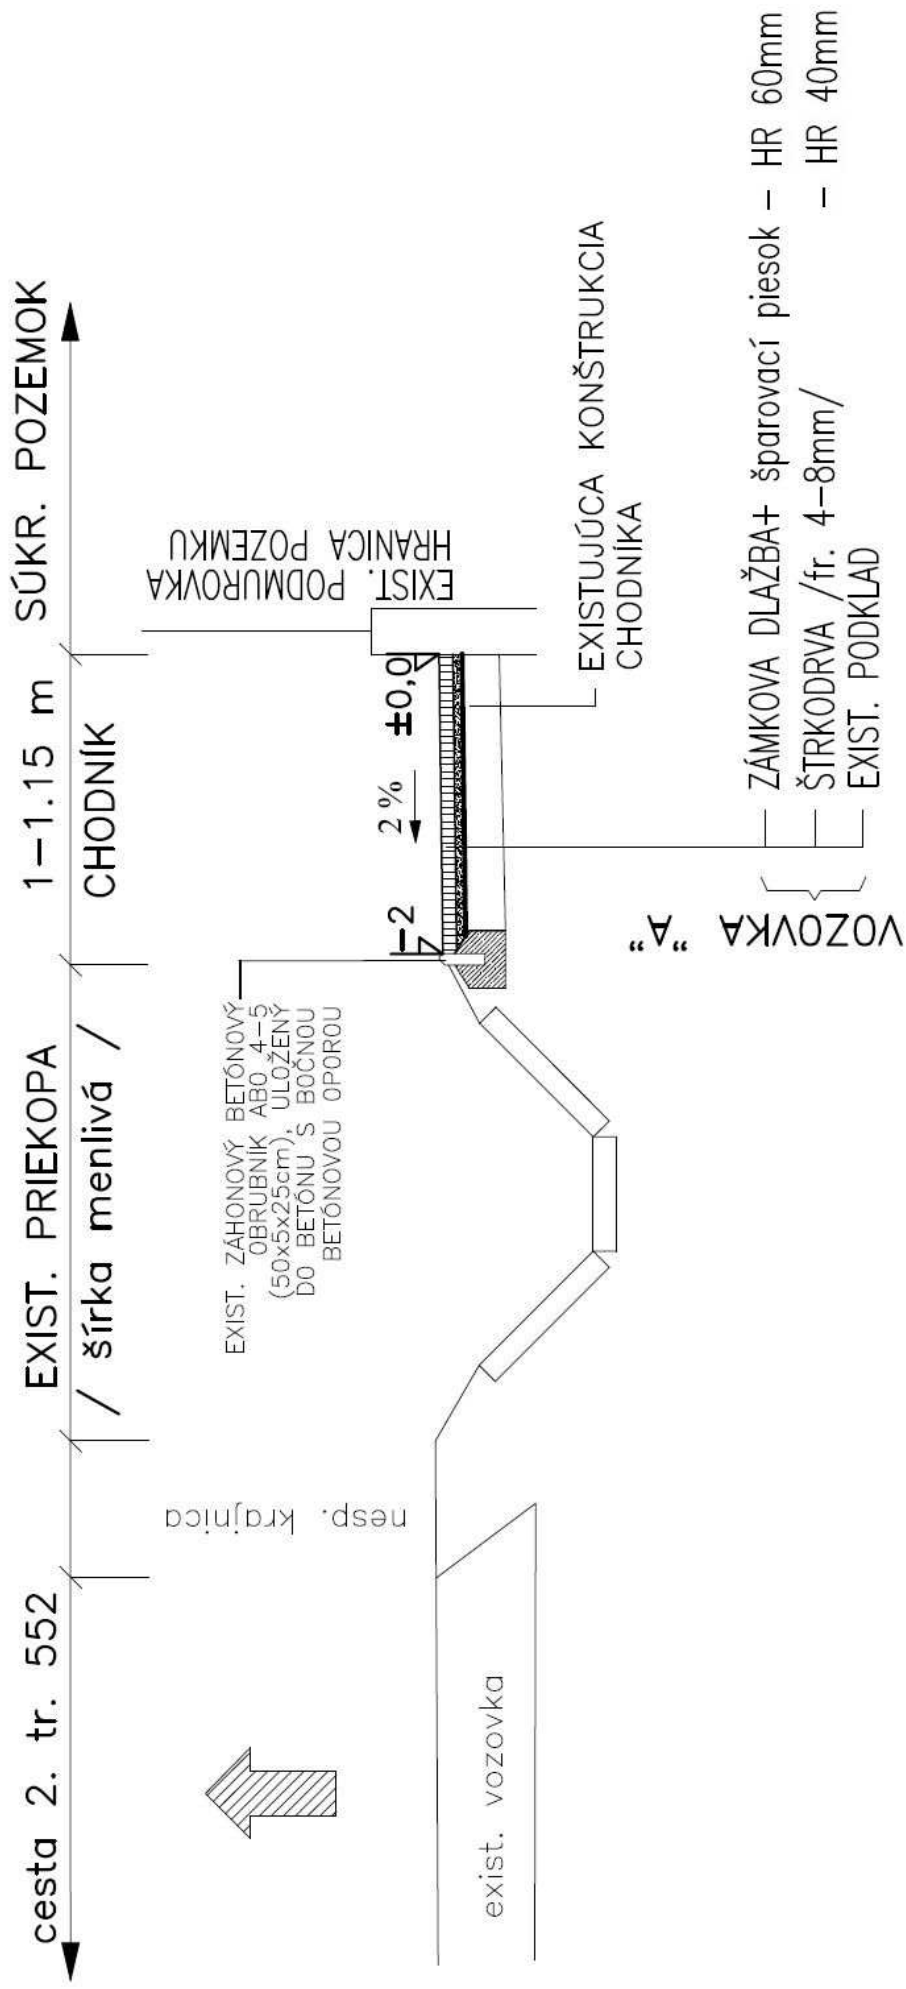 cesta 2. tr. 552
EXIST. PRIEKOPA
/ šírka menlivá /
1-1.15 m
CHODNÍK
SÚKR. POZEMOK
nesp. krajnica
EXIST. ZÁHONOVÝ BETÓNOVÝ
OBRUBNÍK ABO 4-5
(50x5x25cm), ULOŽENÝ
DO BETÓNU S BOČNOU
BETÓNOVOU OPOROU
-2
2%
±0,0
EXIST. PODMUROVKA
HRANICA POZEMKU
exist. vozovka
EXISTUJÚCA KONŠTRUKCIA
CHODNÍKA
VOZOVKA "A"
ZÁMKOVA DLAŽBA+ šparovací piesok - HR 60mm
ŠTRKODRVA /fr. 4-8mm/ - HR 40mm
EXIST. PODKLAD